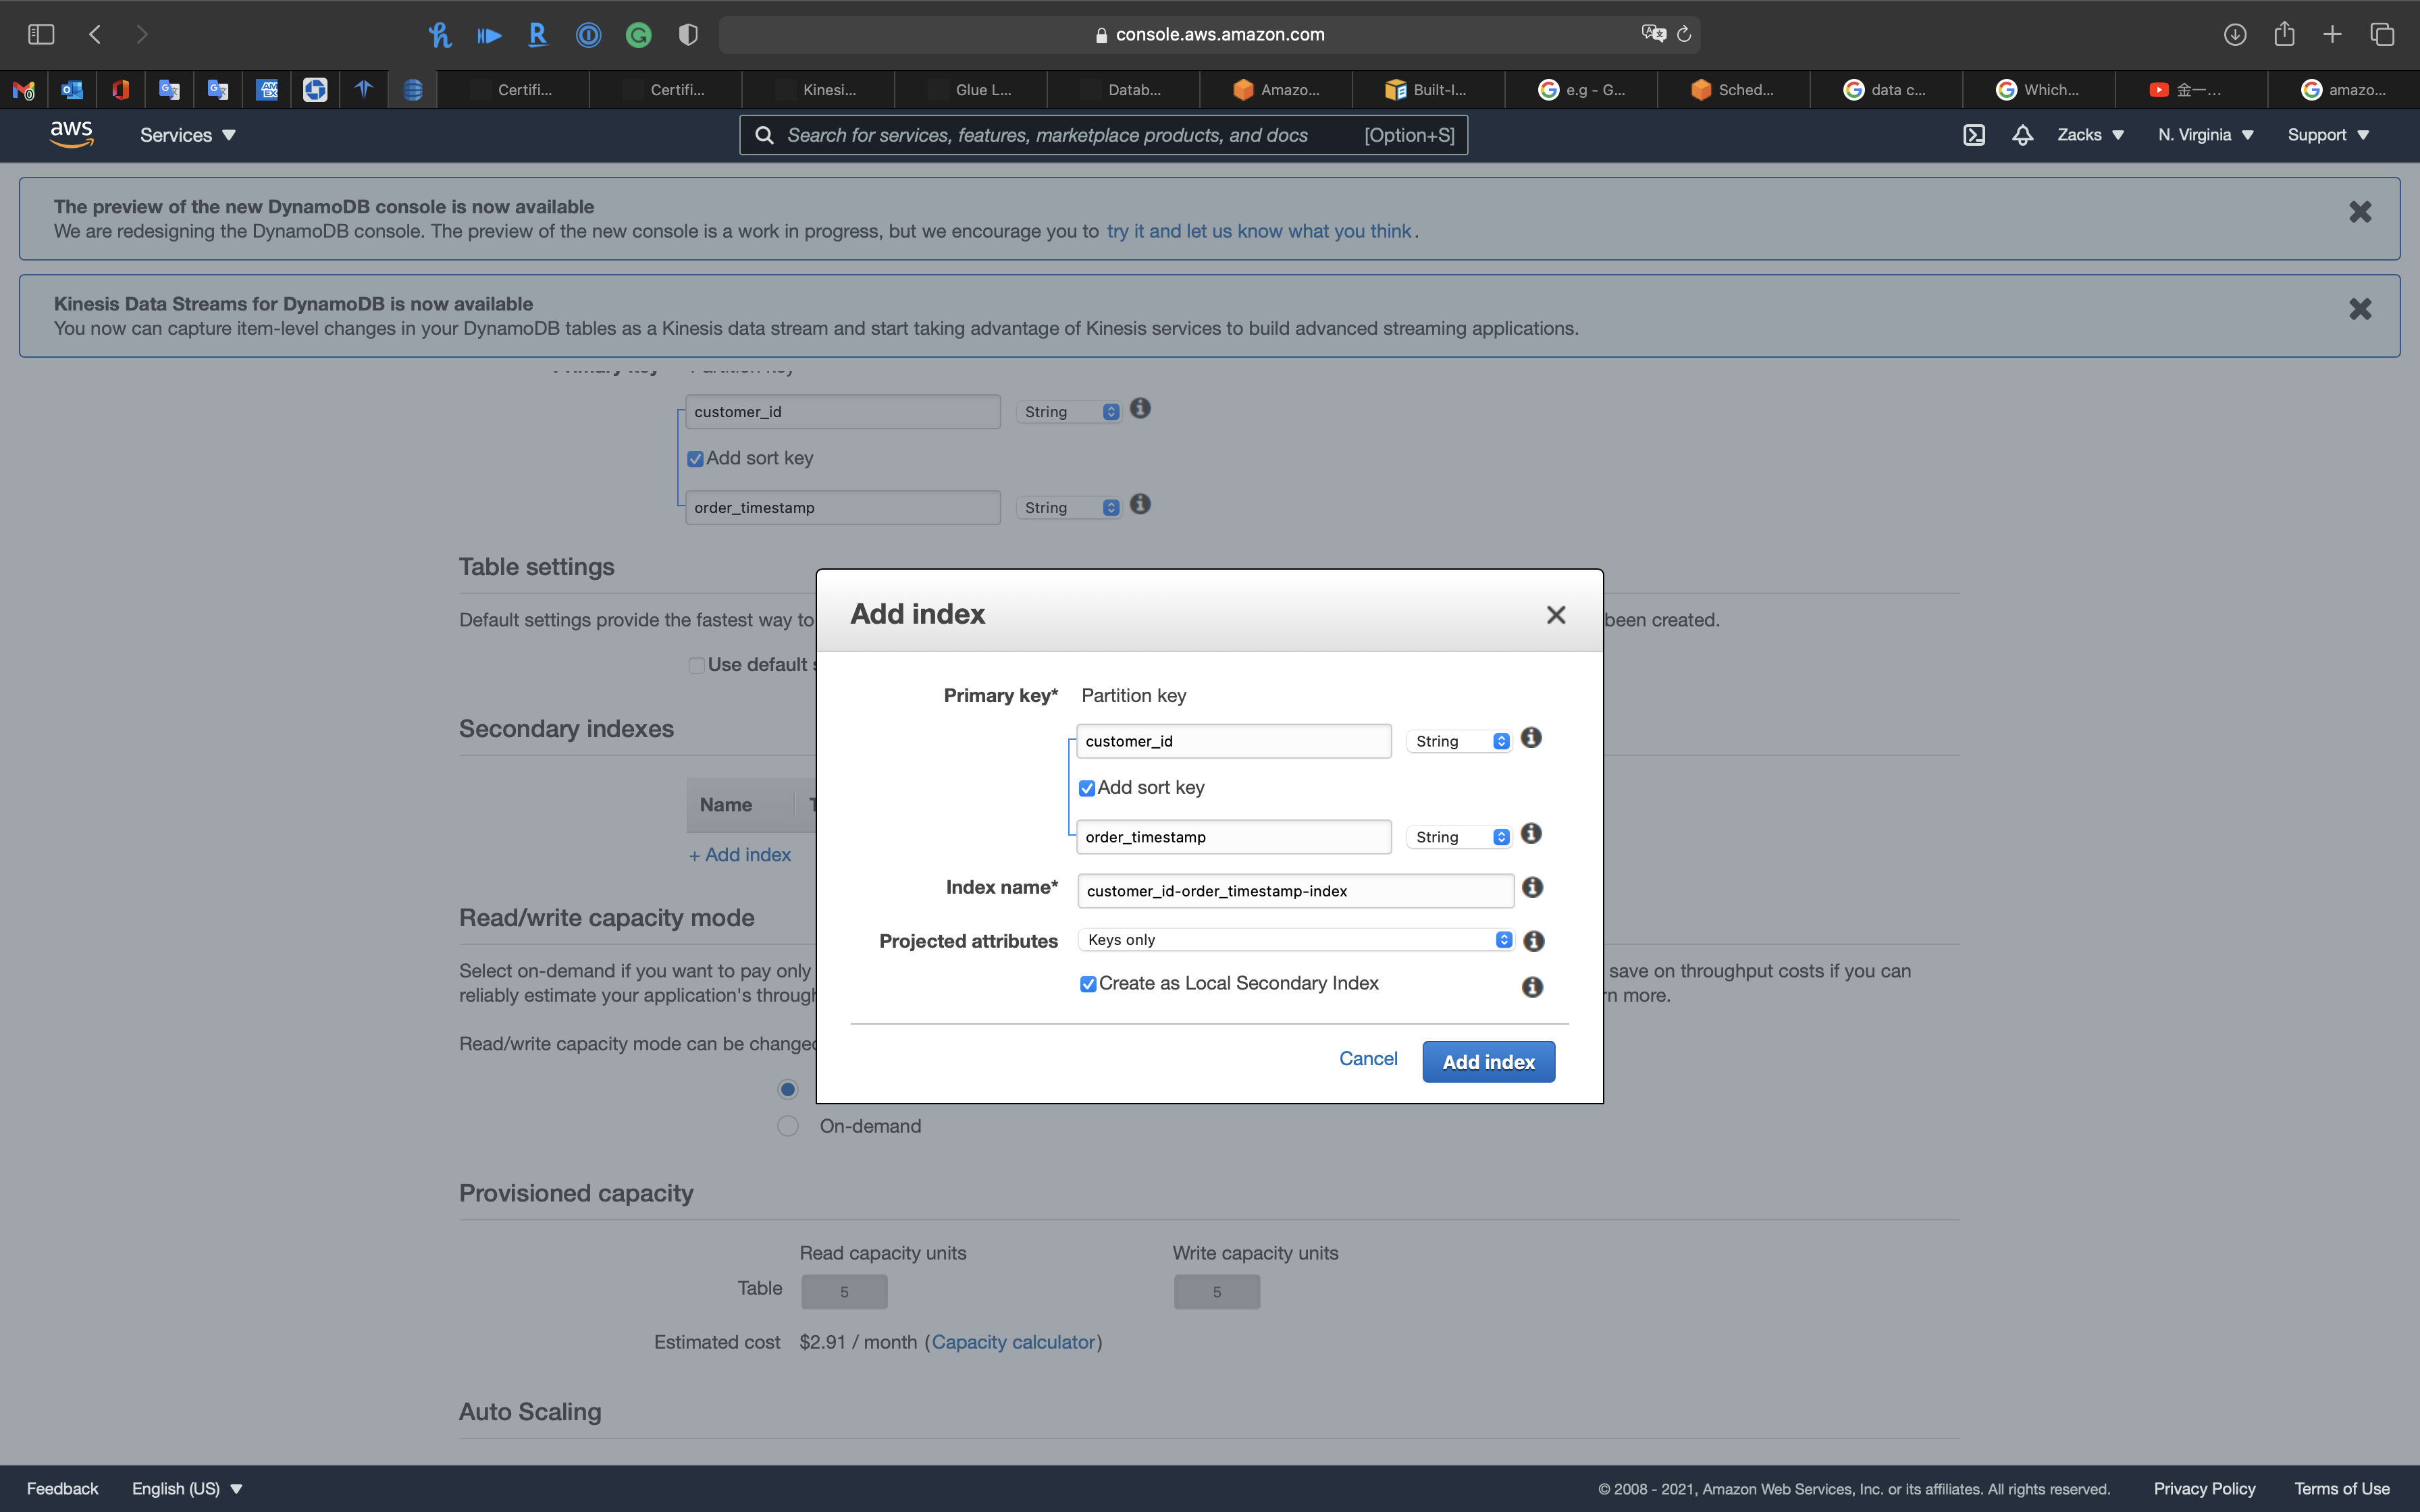 console.aws.amazon.com
Certifi...
Certifi...
Kinesi...
Glue L...
Datab...
Amazo...
Built-I...
e.g - G...
Sched...
data c...
Which...
金一...
amazo...
aws
Services
Search for services, features, marketplace products, and docs [Option+S]
Zacks
N. Virginia
Support
The preview of the new DynamoDB console is now available
We are redesigning the DynamoDB console. The preview of the new console is a work in progress, but we encourage you to try it and let us know what you think.
Kinesis Data Streams for DynamoDB is now available
You now can capture item-level changes in your DynamoDB tables as a Kinesis data stream and start taking advantage of Kinesis services to build advanced streaming applications.
customer_id String
Add sort key
order_timestamp String
Table settings
Default settings provide the fastest way to
been created.
Use default
Secondary indexes
Name
+ Add index
Read/write capacity mode
Select on-demand if you want to pay only
save on throughput costs if you can
reliably estimate your application's
more.
Read/write capacity mode can be
On-demand
Add index
Primary key* Partition key
customer_id String
Add sort key
order_timestamp String
Index name* customer_id-order_timestamp-index
Projected attributes Keys only
Create as Local Secondary Index
Cancel Add index
Provisioned capacity
Read capacity units Write capacity units
Table 5 5
Estimated cost $2.91 / month (Capacity calculator)
Auto Scaling
Feedback English (US) © 2008 - 2021, Amazon Web Services, Inc. or its affiliates. All rights reserved. Privacy Policy Terms of Use